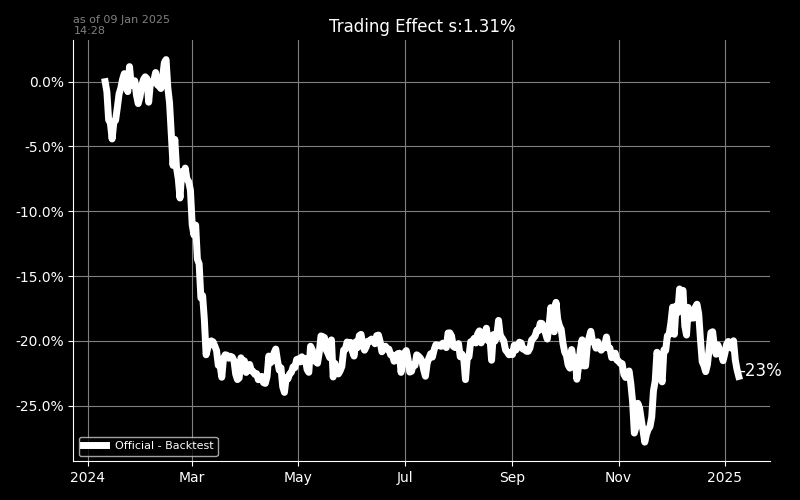 as of 09 Jan 2025
14:28
Trading Effect s:1.31%
0.0%
-5.0%
-10.0%
-15.0%
-20.0%
-25.0%
-23%
Official - Backtest
2024 Mar May Jul Sep Nov 2025